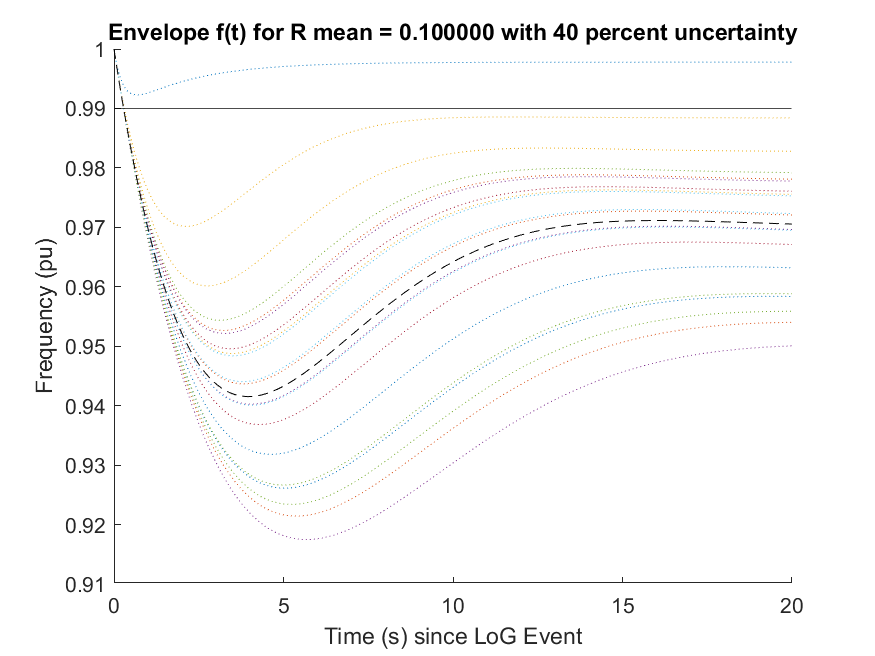 Envelope f(t) for R mean = 0.100000 with 40 percent uncertainty
1
0.99
0.98
0.97
0.96
0.95
0.94
0.93
0.92
0.91
Frequency (pu)
0 5 10 15 20
Time (s) since LoG Event